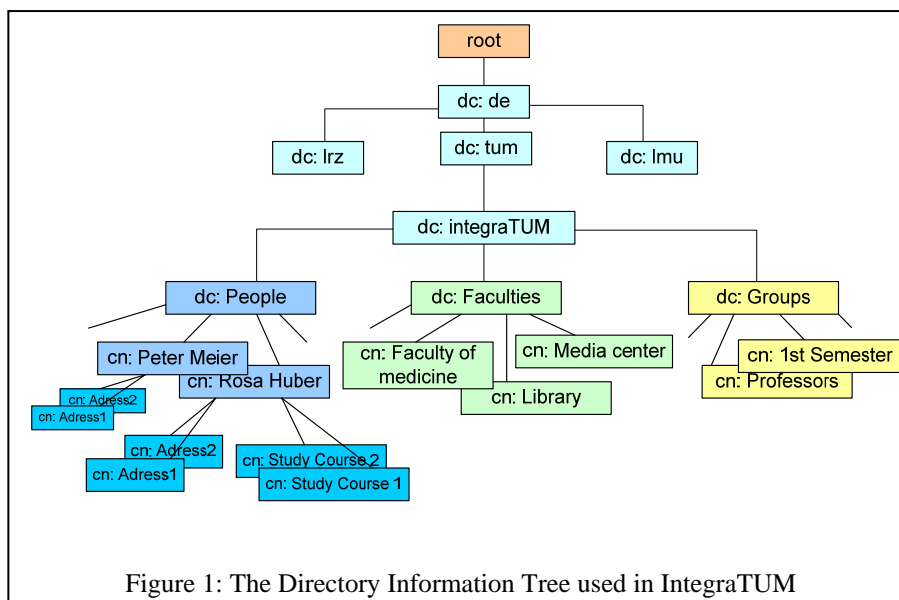 root
dc: de
dc: lrz
dc: tum
dc: lmu
dc: integraTUM
dc: People
dc: Faculties
dc: Groups
cn: Peter Meier
cn: Rosa Huber
cn: Faculty of
medicine
cn: Media center
cn: Library
cn: 1st Semester
cn: Professors
cn: Adress2
cn: Adress1
cn: Adress2
cn: Adress1
cn: Study Course 2
cn: Study Course 1
Figure 1: The Directory Information Tree used in IntegraTUM